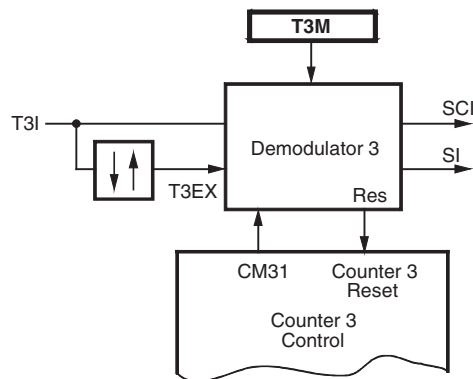 T3M
T3I
SCI
Demodulator 3
SI
T3EX
Res
CM31
Counter 3
Reset
Counter 3
Control